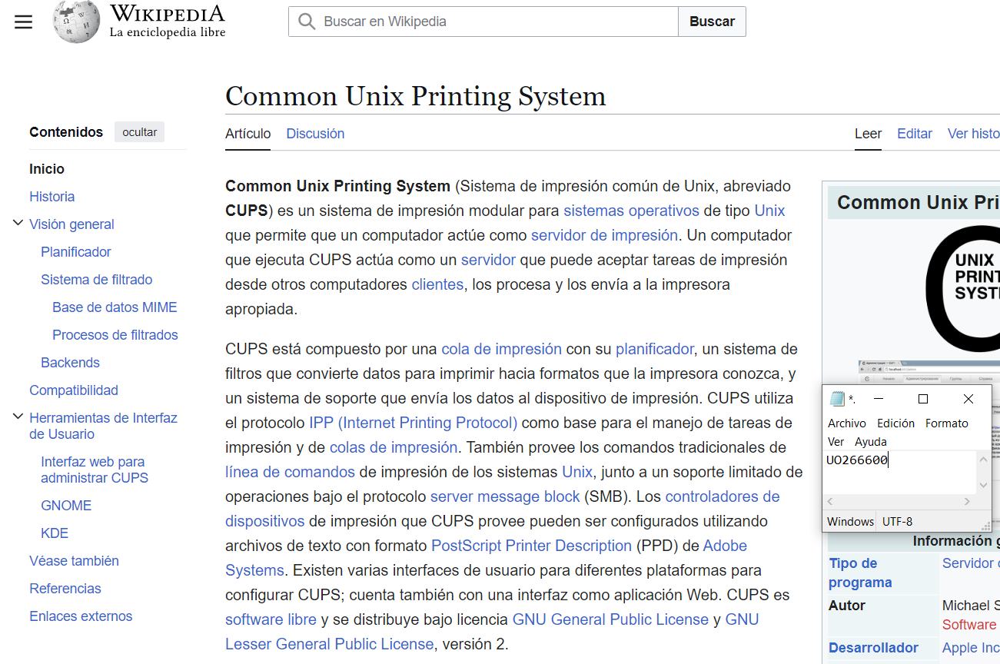 WIKIPEDIA
La enciclopedia libre
Buscar en Wikipedia
Buscar
Common Unix Printing System
Contenidos
ocultar
Artículo
Discusión
Leer
Editar
Ver histo
Inicio
Historia
Visión general
Planificador
Sistema de filtrado
Base de datos MIME
Procesos de filtrados
Backends
Compatibilidad
Herramientas de Interfaz
de Usuario
Interfaz web para
administrar CUPS
GNOME
KDE
Véase también
Referencias
Enlaces externos
Common Unix Printing System (Sistema de impresión común de Unix, abreviado
CUPS) es un sistema de impresión modular para sistemas operativos de tipo Unix
que permite que un computador actúe como servidor de impresión. Un computador
que ejecuta CUPS actúa como un servidor que puede aceptar tareas de impresión
desde otros computadores clientes, los procesa y los envía a la impresora
apropiada.
CUPS está compuesto por una cola de impresión con su planificador, un sistema de
filtros que convierte datos para imprimir hacia formatos que la impresora conozca, y
un sistema de soporte que envía los datos al dispositivo de impresión. CUPS utiliza
el protocolo IPP (Internet Printing Protocol) como base para el manejo de tareas de
impresión y de colas de impresión. También provee los comandos tradicionales de
línea de comandos de impresión de los sistemas Unix, junto a un soporte limitado de
operaciones bajo el protocolo server message block (SMB). Los controladores de
dispositivos de impresión que CUPS provee pueden ser configurados utilizando
archivos de texto con formato PostScript Printer Description (PPD) de Adobe
Systems. Existen varias interfaces de usuario para diferentes plataformas para
configurar CUPS; cuenta también con una interfaz como aplicación Web. CUPS es
software libre y se distribuye bajo licencia GNU General Public License y GNU
Lesser General Public License, versión 2.
Common Unix Pri
UNIX
PRINT
SYSTE
*.
Archivo Edición Formato
Ver Ayuda
UO266600
Windows UTF-8
Información g
Tipo de
programa
Servidor
Autor
Michael S
Software
Desarrollador
Apple Inc